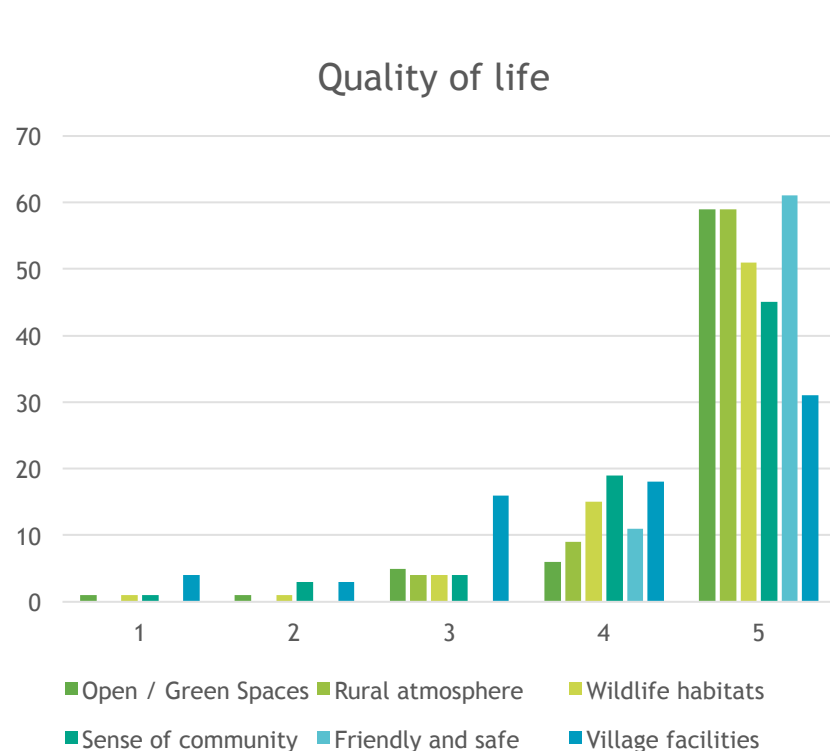 Quality of life
70
60
50
40
30
20
10
0
1 2 3 4 5
Open / Green Spaces Rural atmosphere Wildlife habitats
Sense of community Friendly and safe Village facilities